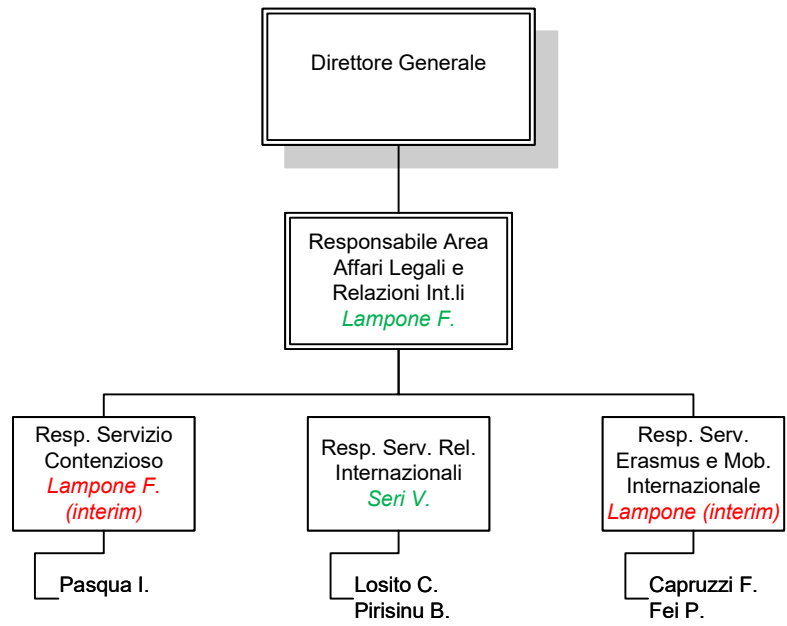 Direttore Generale
Responsabile Area
Affari Legali e
Relazioni Int.li
Lampone F.
Resp. Servizio
Contenzioso
Lampone F.
(interim)
Pasqua I.
Resp. Serv. Rel.
Internazionali
Seri V.
Losito C.
Pirisinu B.
Resp. Serv.
Erasmus e Mob.
Internazionale
Lampone (interim)
Capruzzi F.
Fei P.